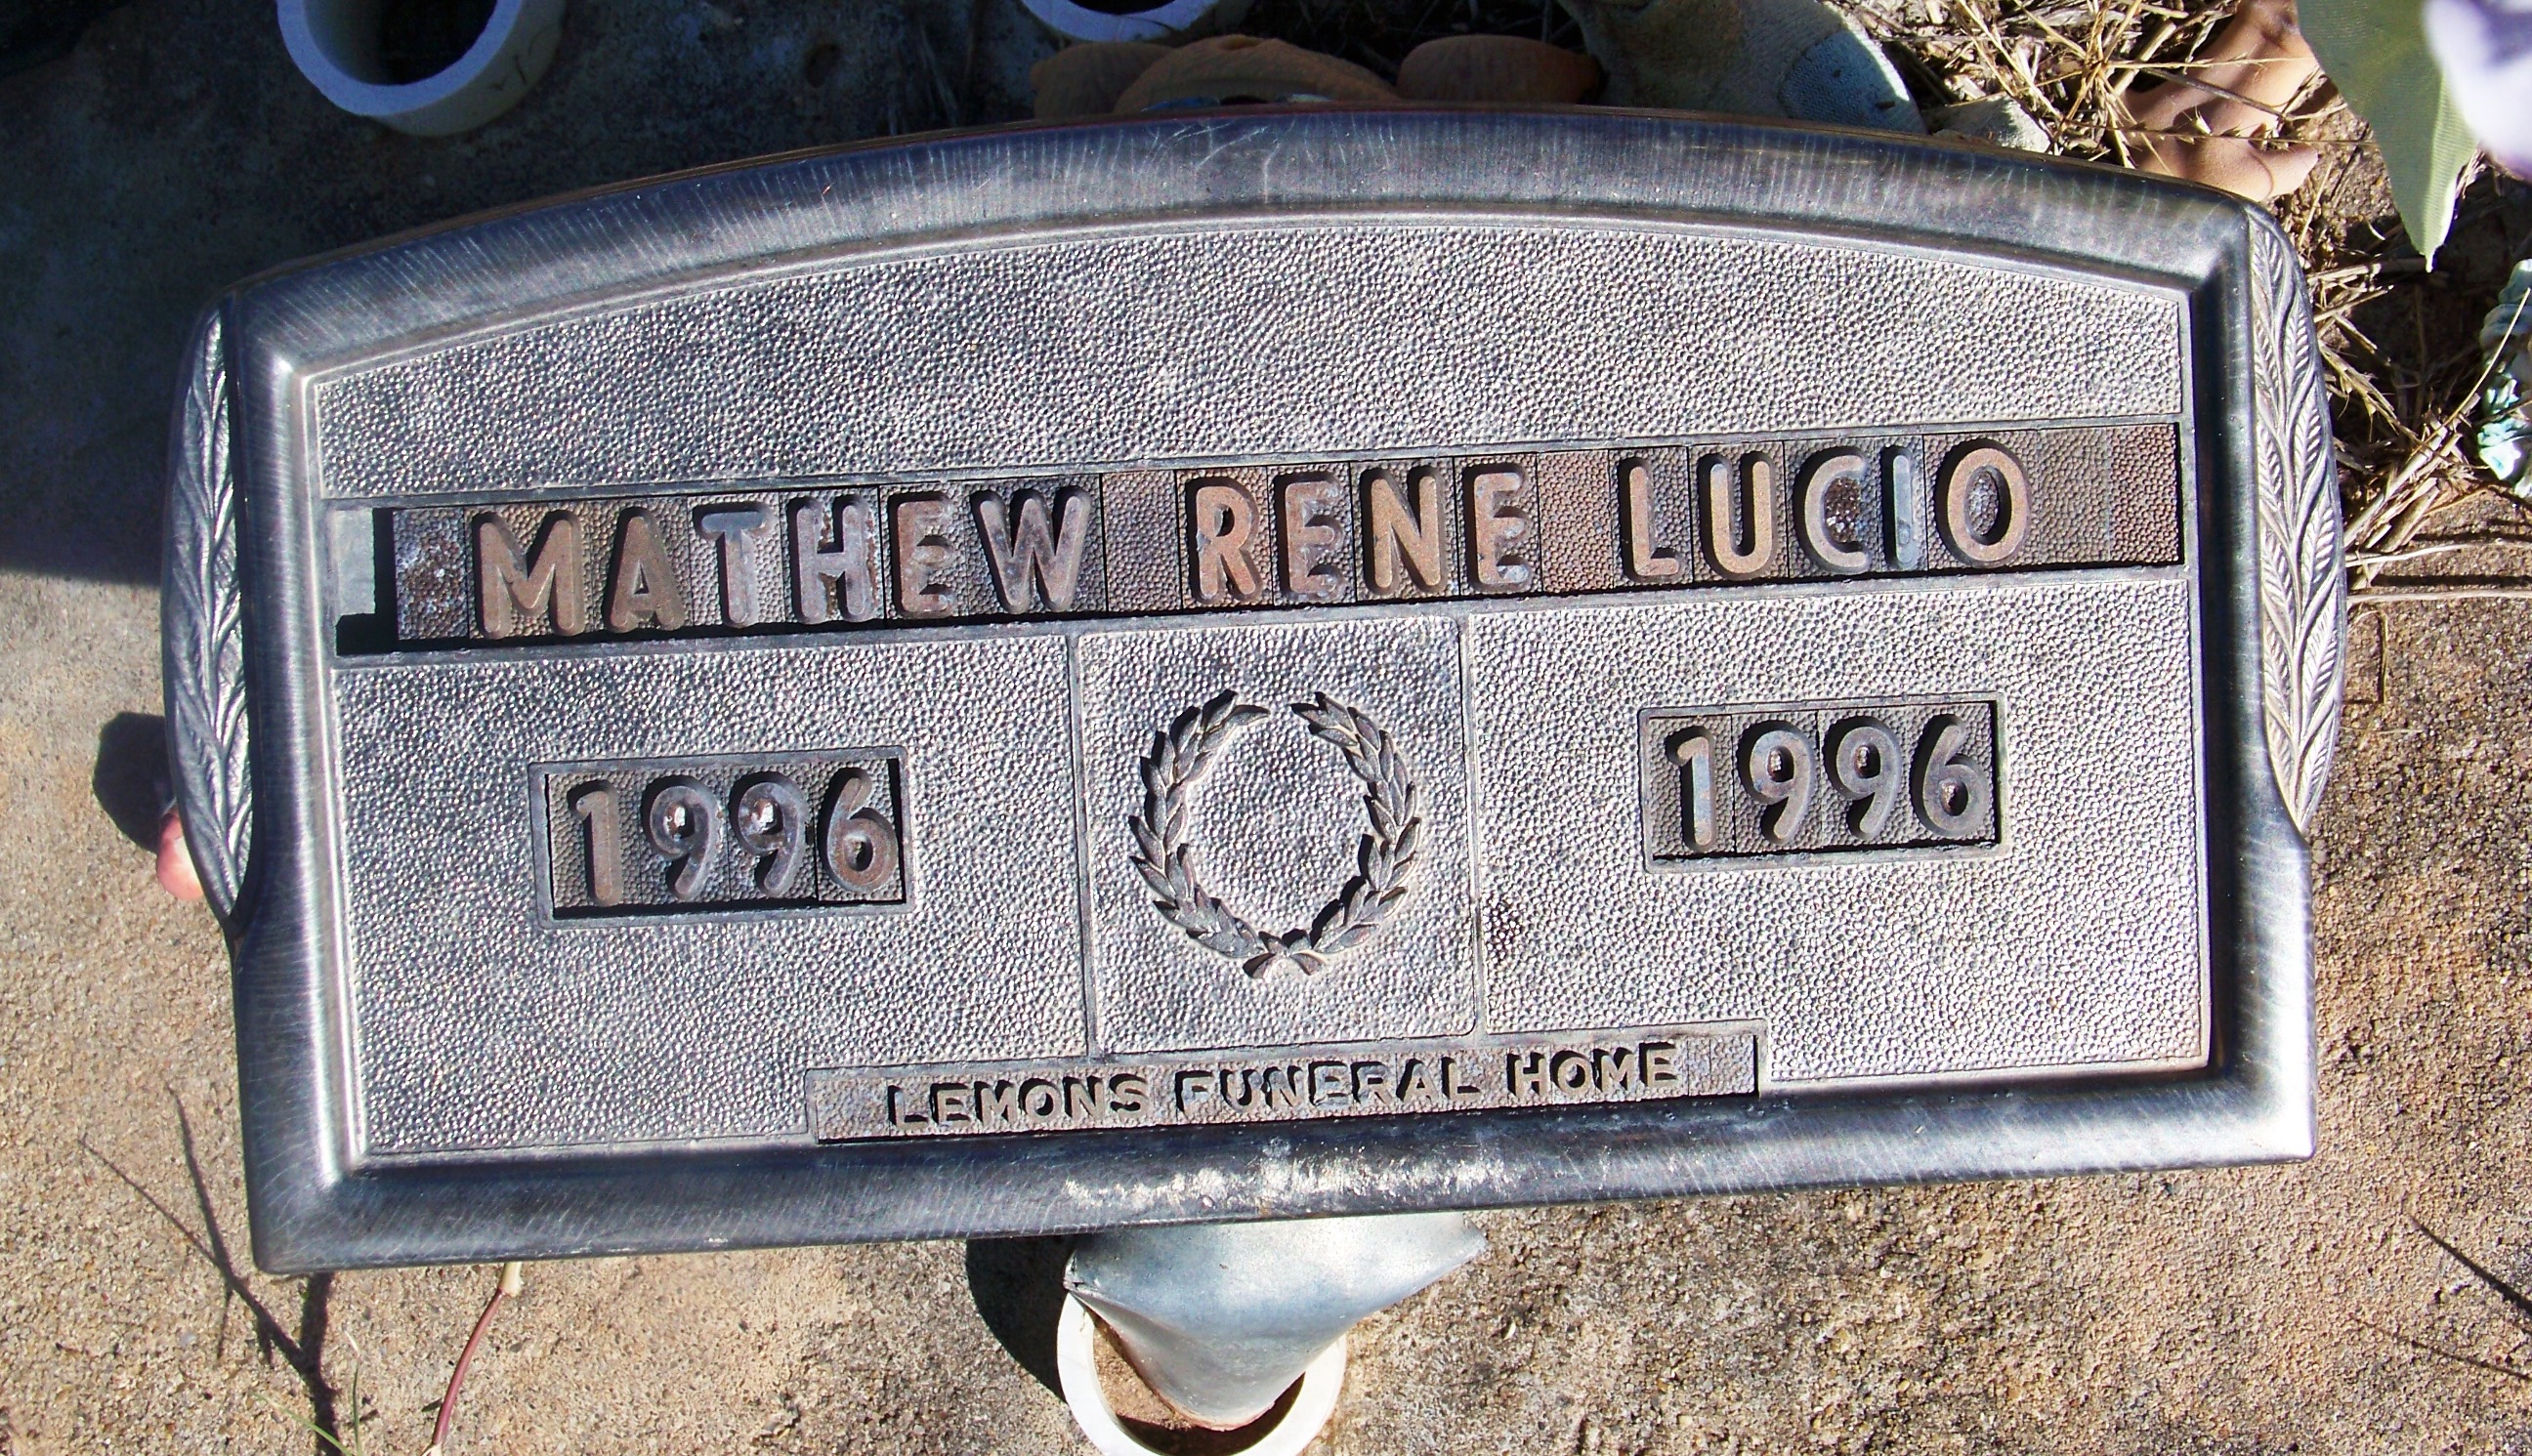 MATHEW RENE LUCIO
1996 1996
LEMONS FUNERAL HOME